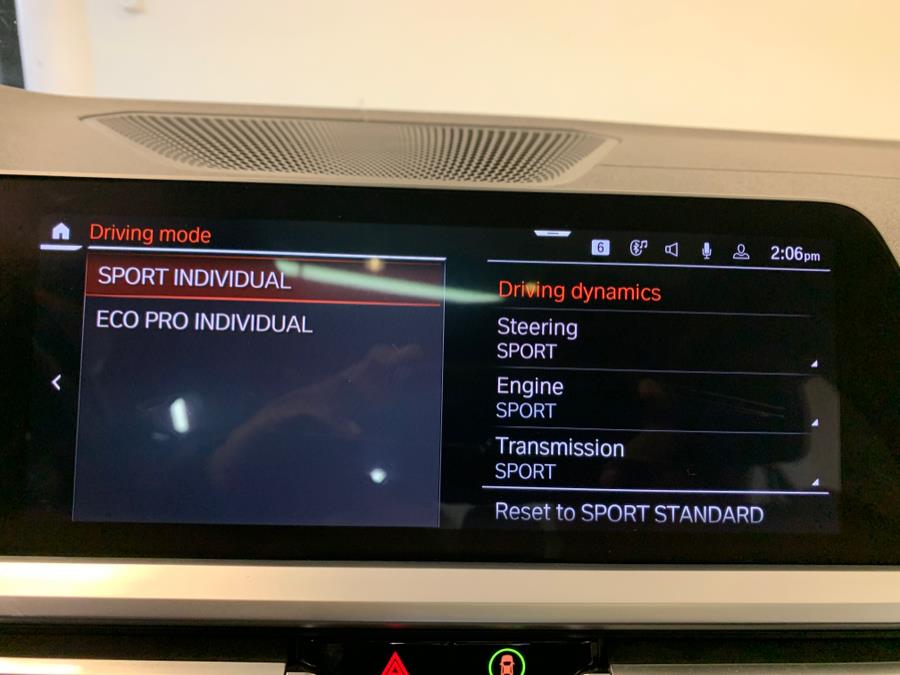 Driving mode
6
2:06pm
SPORT INDIVIDUAL
ECO PRO INDIVIDUAL
Driving dynamics
Steering
SPORT
Engine
SPORT
Transmission
SPORT
Reset to SPORT STANDARD